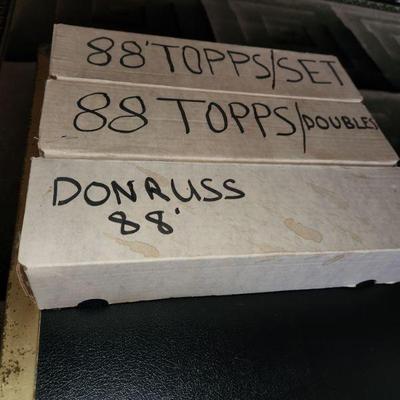 88' TOPPS/SET
88 TOPPS/DOUBLES
DONRUSS
88'